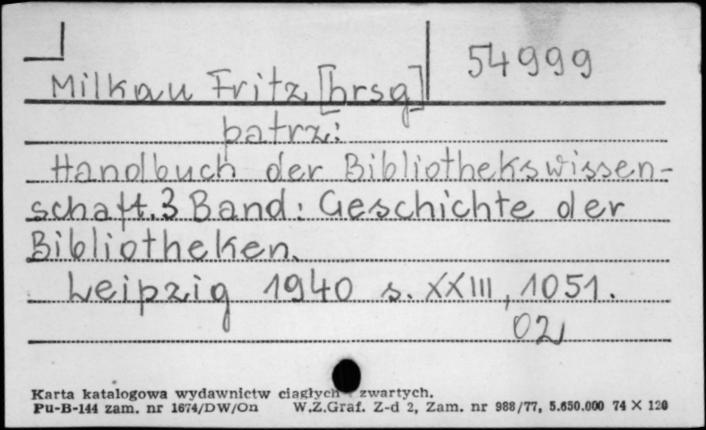 54999
Milkau Fritz [hrsg]
patrz:
Handbuch der Bibliothekswissen-
schaft. 3 Band: Geschichte der
Bibliotheken.
Leipzig 1940 s. XXIII, 1051.
02
Karta katalogowa wydawnictw ciągłych zwartych.
Pu-B-144 zam. nr 1674/DW/On W.Z.Graf. Z-d 2, Zam. nr 988/77, 5.650.000 74 X 120